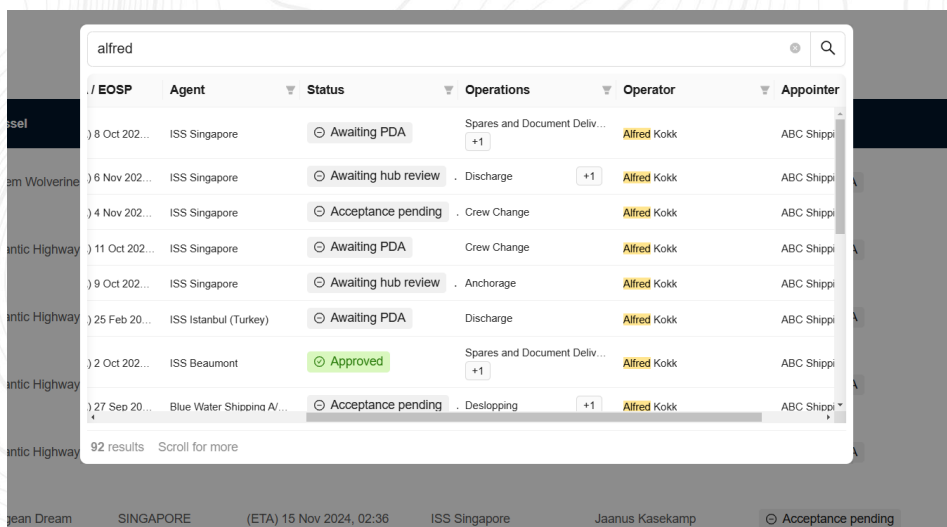 alfred
/ EOSP Agent Status Operations Operator Appointer
) 8 Oct 202... ISS Singapore Awaiting PDA Spares and Document Deliv... +1 Alfred Kokk ABC Shippi
) 6 Nov 202... ISS Singapore Awaiting hub review . Discharge +1 Alfred Kokk ABC Shippi
) 4 Nov 202... ISS Singapore Acceptance pending . Crew Change Alfred Kokk ABC Shippi
) 11 Oct 202... ISS Singapore Awaiting PDA Crew Change Alfred Kokk ABC Shippi
) 9 Oct 202... ISS Singapore Awaiting hub review . Anchorage Alfred Kokk ABC Shippi
) 25 Feb 20... ISS Istanbul (Turkey) Awaiting PDA Discharge Alfred Kokk ABC Shippi
) 2 Oct 202... ISS Beaumont Approved Spares and Document Deliv... +1 Alfred Kokk ABC Shippi
) 27 Sep 20... Blue Water Shipping A/... Acceptance pending . Deslopping +1 Alfred Kokk ABC Shippi
92 results Scroll for more
ssel
em Wolverine
antic Highway
antic Highway
antic Highway
antic Highway
gean Dream SINGAPORE (ETA) 15 Nov 2024, 02:36 ISS Singapore Jaanus Kasekamp Acceptance pending